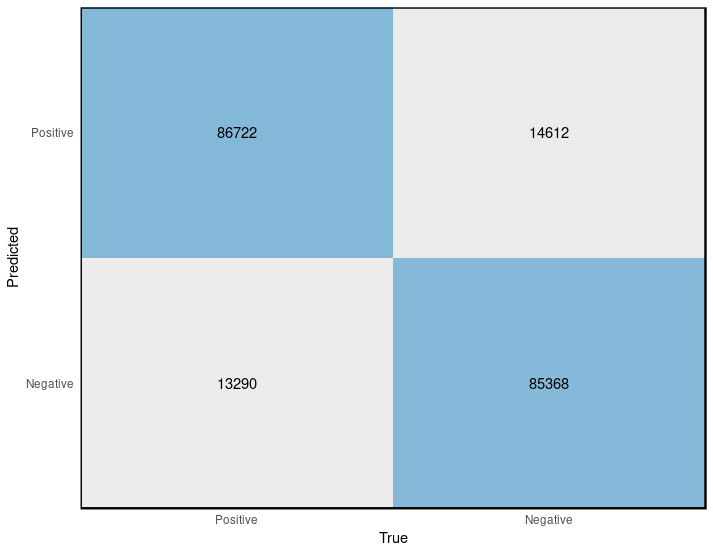 Positive
86722
14612
Predicted
Negative
13290
85368
Positive
Negative
True